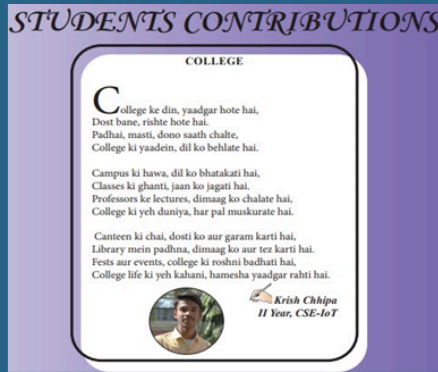 STUDENTS CONTRIBUTIONS
COLLEGE
College ke din, yaadgar hote hai,
Dost bane, rishte hote hai.
Padhai, masti, dono saath chalte,
College ki yaadein, dil ko behlate hai.
Campus ki hawa, dil ko bhatakati hai,
Classes ki ghanti, jaan ko jagati hai.
Professors ke lectures, dimaag ko chalate hai,
College ki yeh duniya, har pal muskurate hai.
Canteen ki chai, dosti ko aur garam karti hai,
Library mein padhna, dimaag ko aur tez karti hai.
Fests aur events, college ki roshni badhati hai,
College life ki yeh kahani, hamesha yaadgar rahti hai.
Krish Chhipa
II Year, CSE-IoT